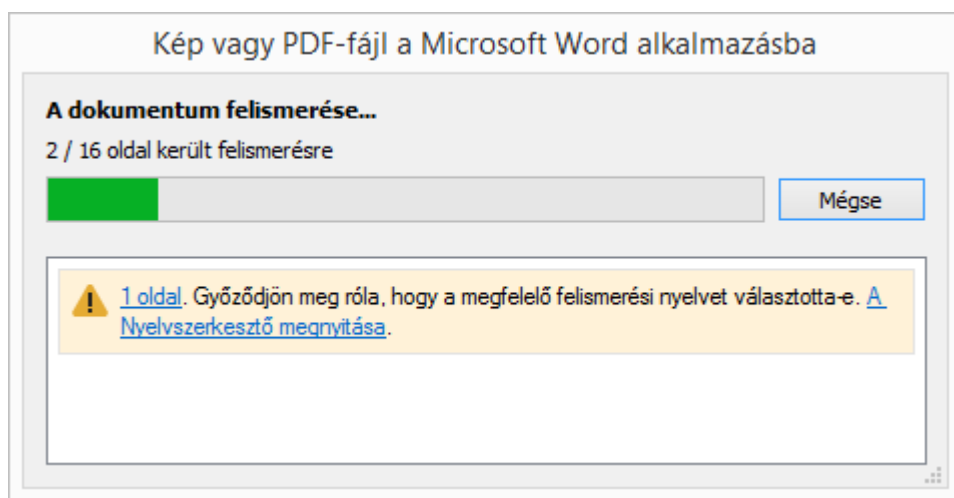 Kép vagy PDF-fájl a Microsoft Word alkalmazásba
A dokumentum felismerése...
2 / 16 oldal került felismerésre
Mégse
1 oldal. Győződjön meg róla, hogy a megfelelő felismerési nyelvet választotta-e. A
Nyelvszerkesztő megnyitása.